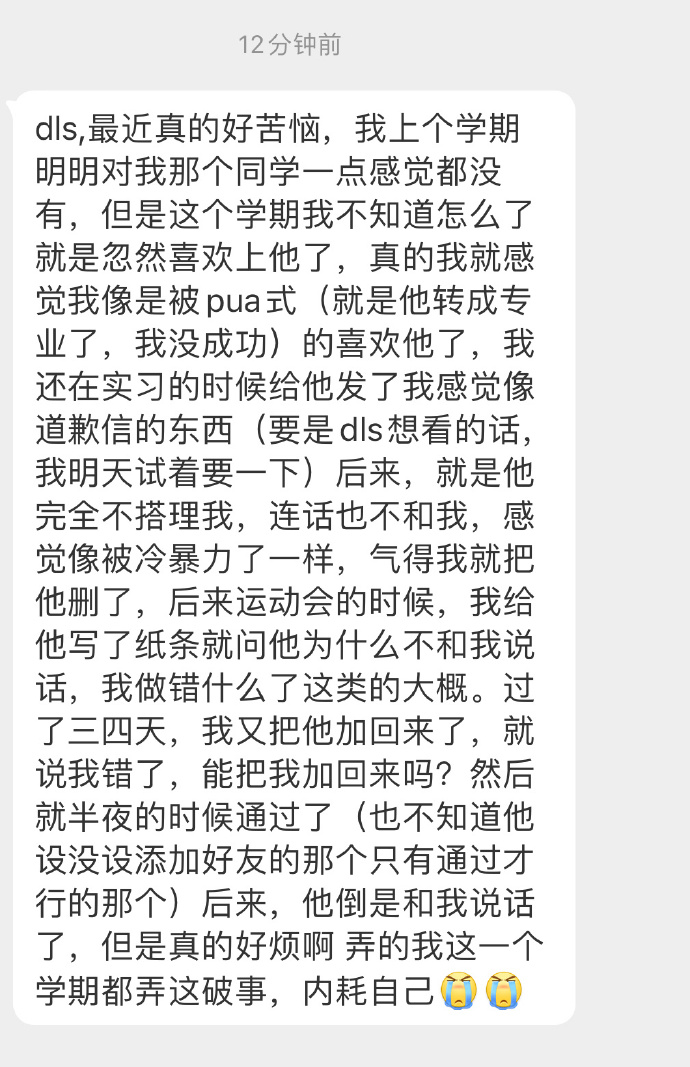 12分钟前
dls,最近真的好苦恼，我上个学期
明明对我那个同学一点感觉都没
有，但是这个学期我不知道怎么了
就是忽然喜欢上他了，真的我就感
觉我像是被pua式（就是他转成专
业了，我没成功）的喜欢他了，我
还在实习的时候给他发了我感觉像
道歉信的东西（要是dls想看的话，
我明天试着要一下）后来，就是他
完全不搭理我，连话也不和我，感
觉像被冷暴力了一样，气得我就把
他删了，后来运动会的时候，我给
他写了纸条就问他为什么不和我说
话，我做错什么了这类的大概。过
了三四天，我又把他加回来了，就
说我错了，能把我加回来吗？然后
就半夜的时候通过了（也不知道他
设没设添加好友的那个只有通过才
行的那个）后来，他倒是和我说话
了，但是真的好烦啊 弄的我这一个
学期都弄这破事，内耗自己😭😭